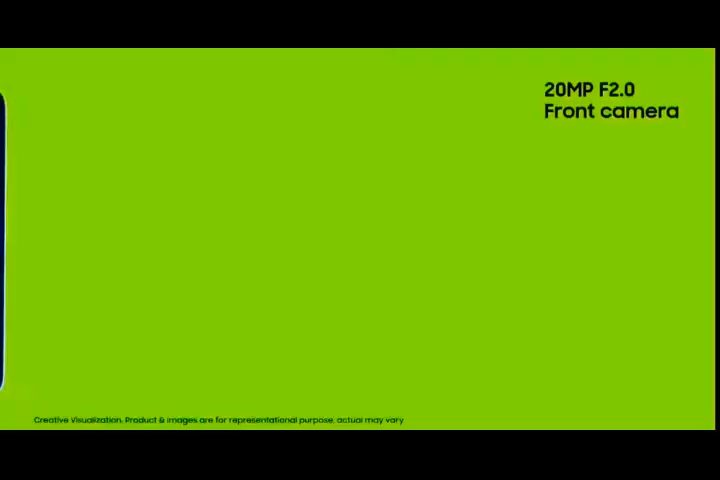 20MP F2.0
Front camera
Creative Visualization. Product & images are for representational purpose, actual may vary